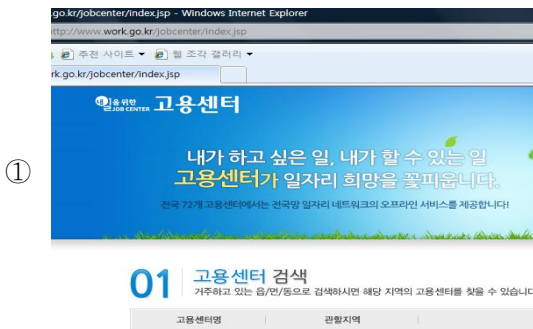 .go.kr/jobcenter/index.jsp - Windows Internet Explorer
http://www.work.go.kr/jobcenter/index.jsp
추천 사이트 웹 조각 갤러리
rk.go.kr/jobcenter/index.jsp
내일을 위한 JOB CENTER 고용센터
①
내가 하고 싶은 일, 내가 할 수 있는 일
고용센터가 일자리 희망을 꽃피웁니다.
전국 72개 고용센터에서는 전국망 일자리 네트워크의 오프라인 서비스를 제공합니다!
01 고용센터 검색
거주하고 있는 읍/면/동으로 검색하시면 해당 지역의 고용센터를 찾을 수 있습니다
고용센터명 관할지역